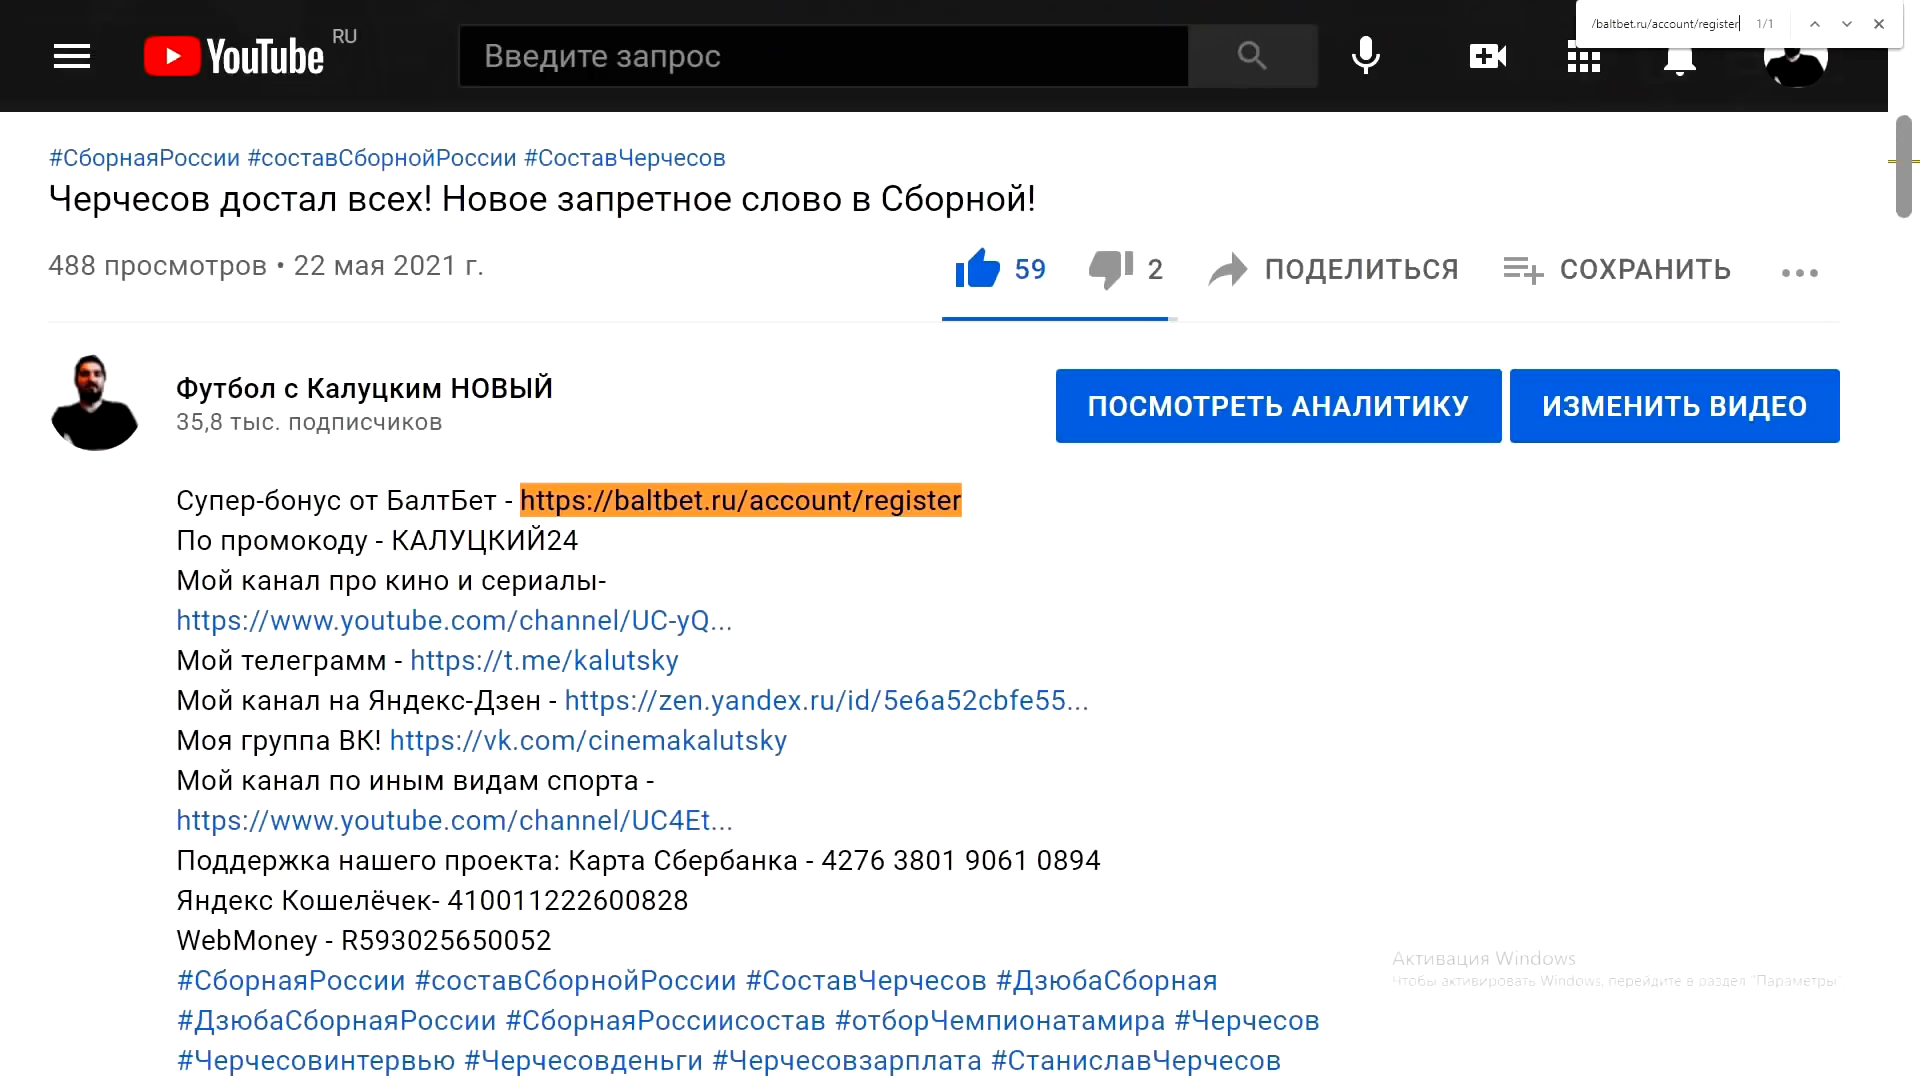 /baltbet.ru/account/register 1/1
YouTube RU
Введите запрос
#СборнаяРоссии #составСборнойРоссии #СоставЧерчесов
Черчесов достал всех! Новое запретное слово в Сборной!
488 просмотров • 22 мая 2021 г.
59 2 ПОДЕЛИТЬСЯ СОХРАНИТЬ
Футбол с Калуцким НОВЫЙ
35,8 тыс. подписчиков
ПОСМОТРЕТЬ АНАЛИТИКУ ИЗМЕНИТЬ ВИДЕО
Супер-бонус от БалтБет - https://baltbet.ru/account/register
По промокоду - КАЛУЦКИЙ24
Мой канал про кино и сериалы-
https://www.youtube.com/channel/UC-yQ...
Мой телеграмм - https://t.me/kalutsky
Мой канал на Яндекс-Дзен - https://zen.yandex.ru/id/5e6a52cbfe55...
Моя группа ВК! https://vk.com/cinemakalutsky
Мой канал по иным видам спорта -
https://www.youtube.com/channel/UC4Et...
Поддержка нашего проекта: Карта Сбербанка - 4276 3801 9061 0894
Яндекс Кошелёчек- 410011222600828
WebMoney - R593025650052
Активация Windows
Чтобы активировать Windows, перейдите в раздел "Параметры"
#СборнаяРоссии #составСборнойРоссии #СоставЧерчесов #ДзюбаСборная
#ДзюбаСборнаяРоссии #СборнаяРоссиисостав #отборЧемпионатамира #Черчесов
#Черчесовинтервью #Черчесовденьги #Черчесовзарплата #СтаниславЧерчесов